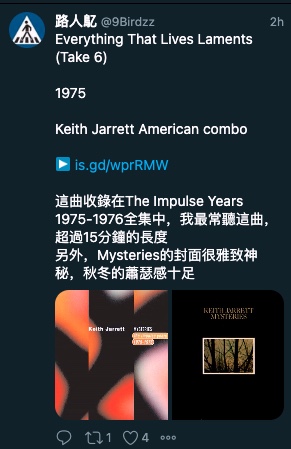 路人髶 @9Birdzz 2h
Everything That Lives Laments
(Take 6)
1975
Keith Jarrett American combo
is.gd/wprRMW
這曲收錄在The Impulse Years
1975-1976全集中，我最常聽這曲，
超過15分鐘的長度
另外，Mysteries的封面很雅致神
秘，秋冬的蕭瑟感十足
Keith Jarrett
MYSTERIES
KEITH JARRETT
MYSTERIES
1
4